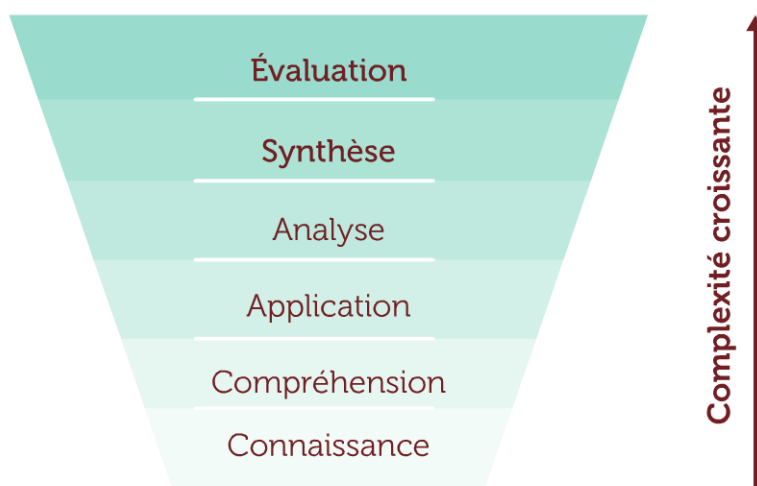 Évaluation
Synthèse
Analyse
Application
Compréhension
Connaissance
Complexité croissante